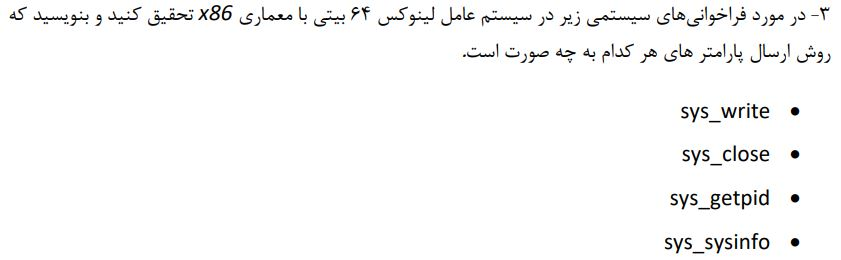 ۳- در مورد فراخوانی‌های سیستمی زیر در سیستم عامل لینوکس ۶۴ بیتی با معماری x86 تحقیق کنید و بنویسید که
روش ارسال پارامتر های هر کدام به چه صورت است.
• sys_write
• sys_close
• sys_getpid
• sys_sysinfo